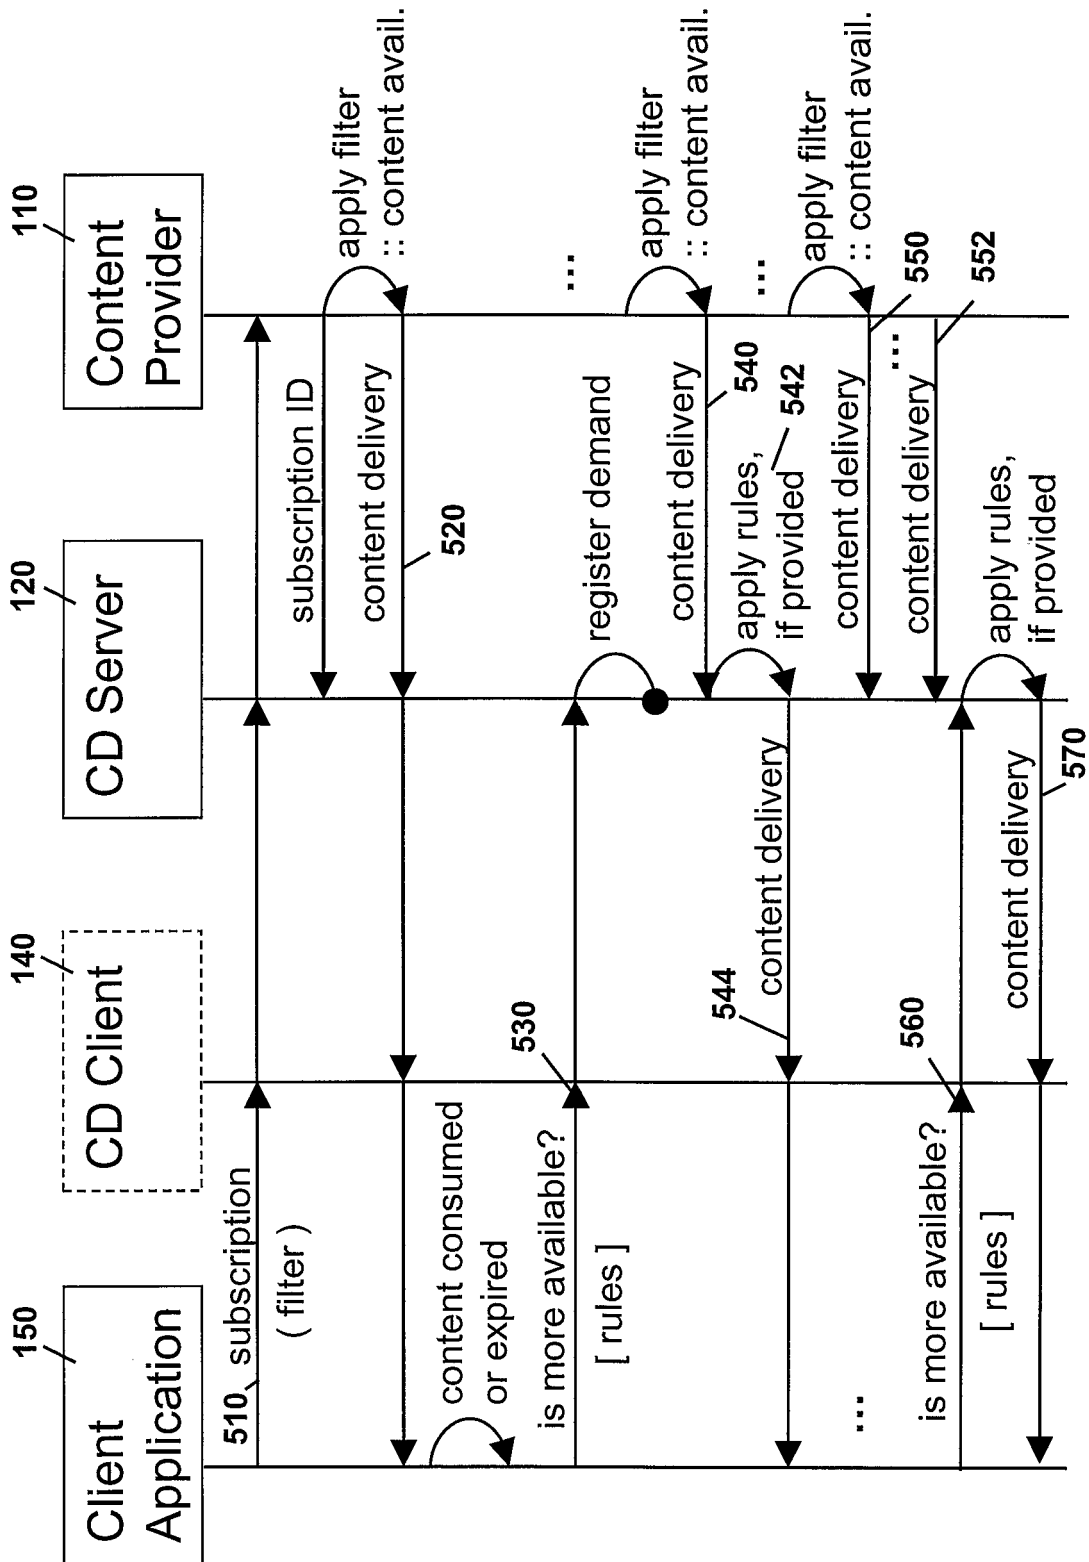 150
Client
Application
140
CD Client
120
CD Server
110
Content
Provider
510
subscription
( filter )
subscription ID
apply filter
:: content avail.
content delivery
520
content consumed
or expired
is more available?
530
[ rules ]
register demand
...
apply filter
:: content avail.
content delivery
540
apply rules,
if provided
542
544
content delivery
...
apply filter
:: content avail.
content delivery
550
...
content delivery
552
...
is more available?
560
[ rules ]
apply rules,
if provided
content delivery
570